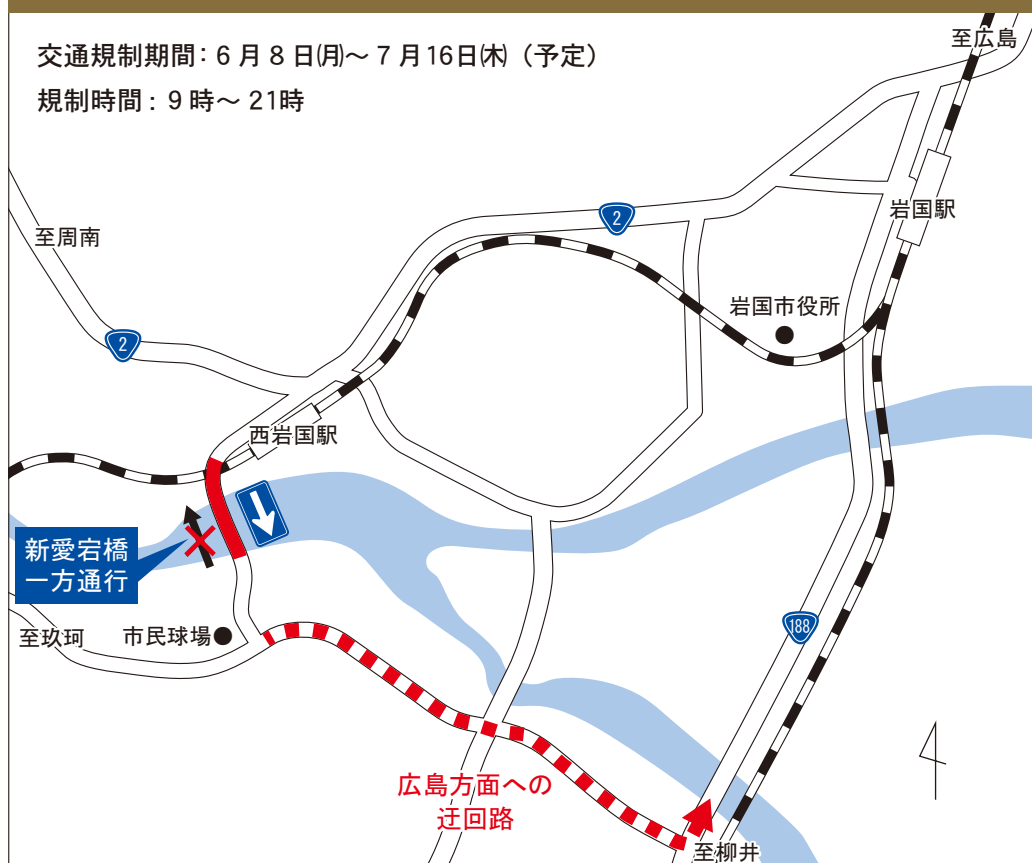 交通規制期間：6月8日㈪～7月16日㈭（予定）
規制時間：9時～21時
至広島
岩国駅
2
至周南
岩国市役所
2
西岩国駅
新愛宕橋
一方通行
188
至玖珂
市民球場
広島方面への
迂回路
至柳井